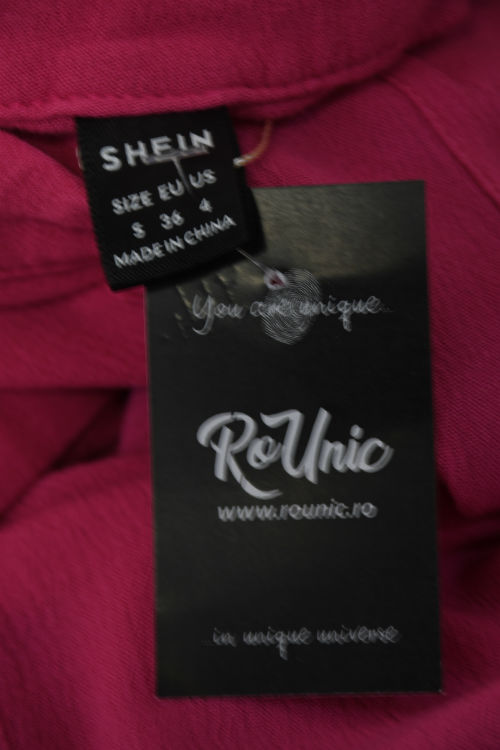 SHEIN
SIZE EU US
S 36 4
MADE IN CHINA
You are unique
RoUnic
www.rounic.ro
in unique universe